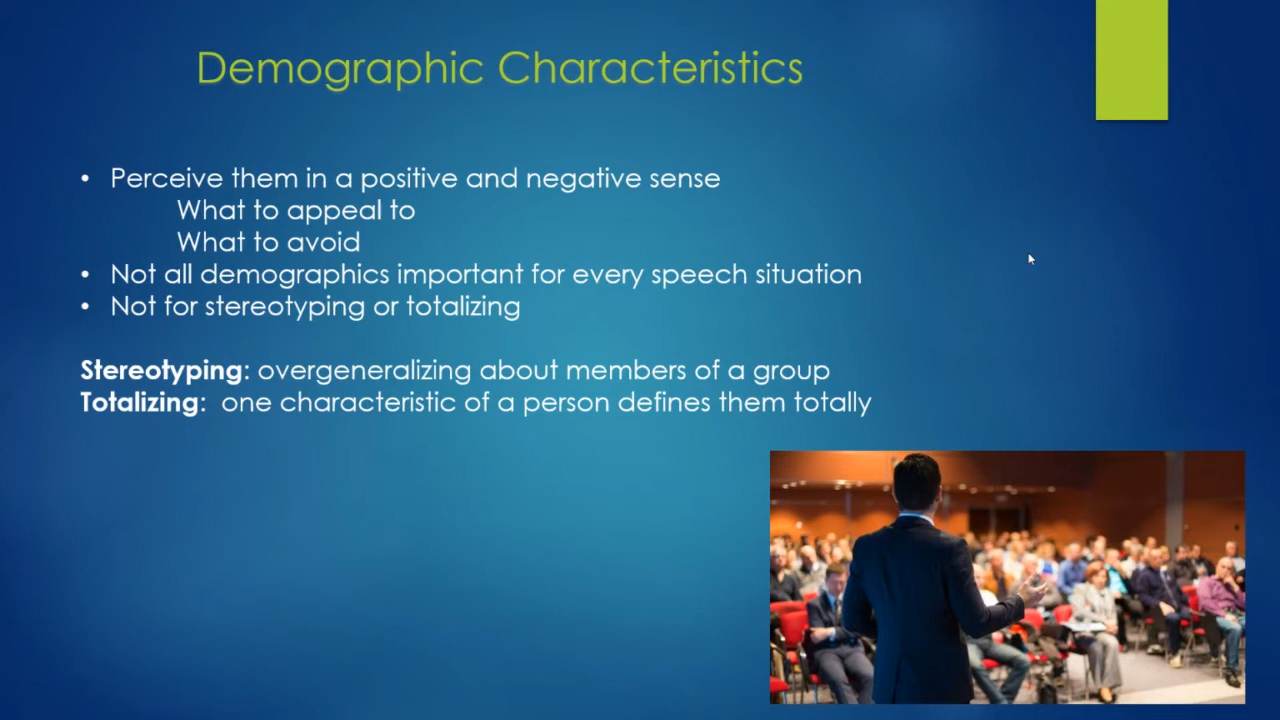 Demographic Characteristics
• Perceive them in a positive and negative sense
What to appeal to
What to avoid
• Not all demographics important for every speech situation
• Not for stereotyping or totalizing
Stereotyping: overgeneralizing about members of a group
Totalizing:  one characteristic of a person defines them totally